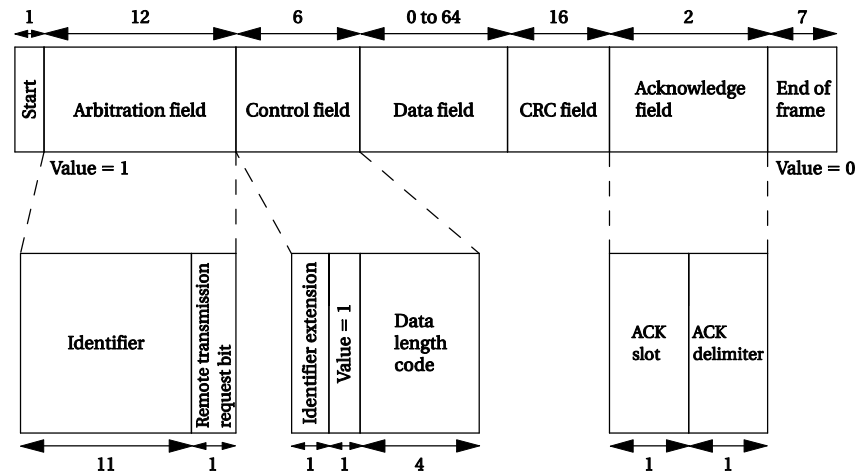 1 12 6 0 to 64 16 2 7
Start
Arbitration field
Control field
Data field
CRC field
Acknowledge
field
End of
frame
Value = 1
Value = 0
Identifier
Remote transmission
request bit
Identifier extension
Value = 1
Data
length
code
ACK
slot
ACK
delimiter
11 1 1 1 4 1 1